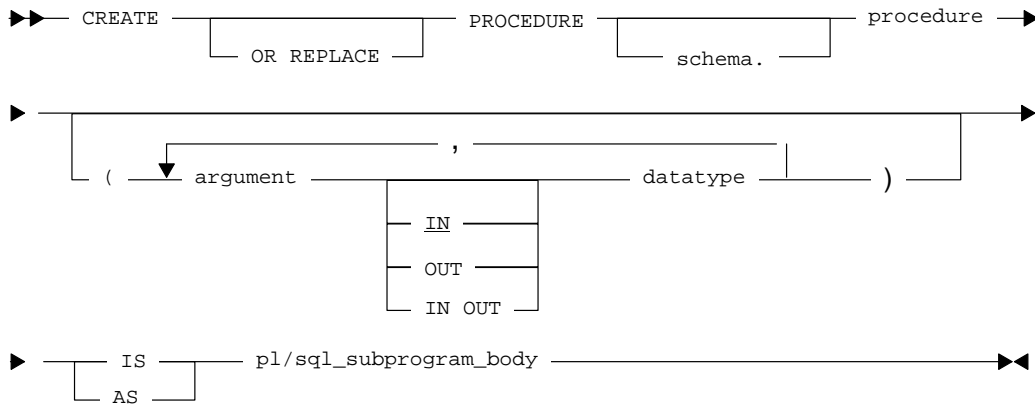 CREATE PROCEDURE procedure
OR REPLACE schema.
,
( argument datatype )
IN
OUT
IN OUT
IS pl/sql_subprogram_body
AS